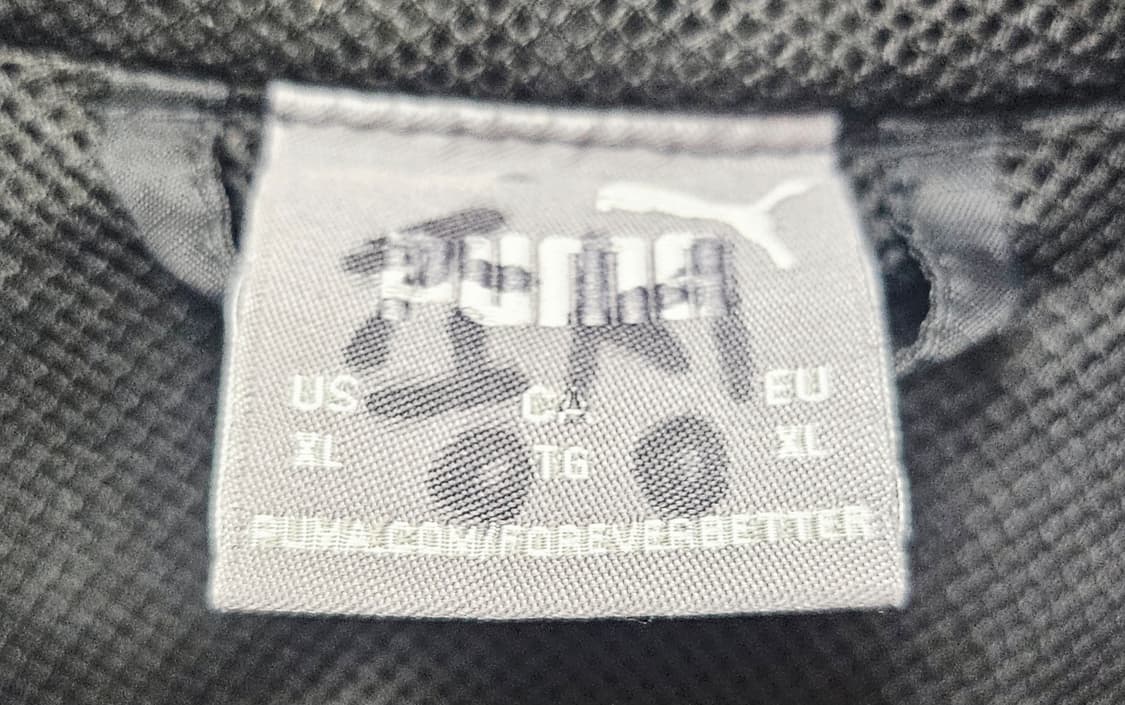 PUMA
US CA EU
XL TG XL
PUMA.COM/FOREVERBETTER